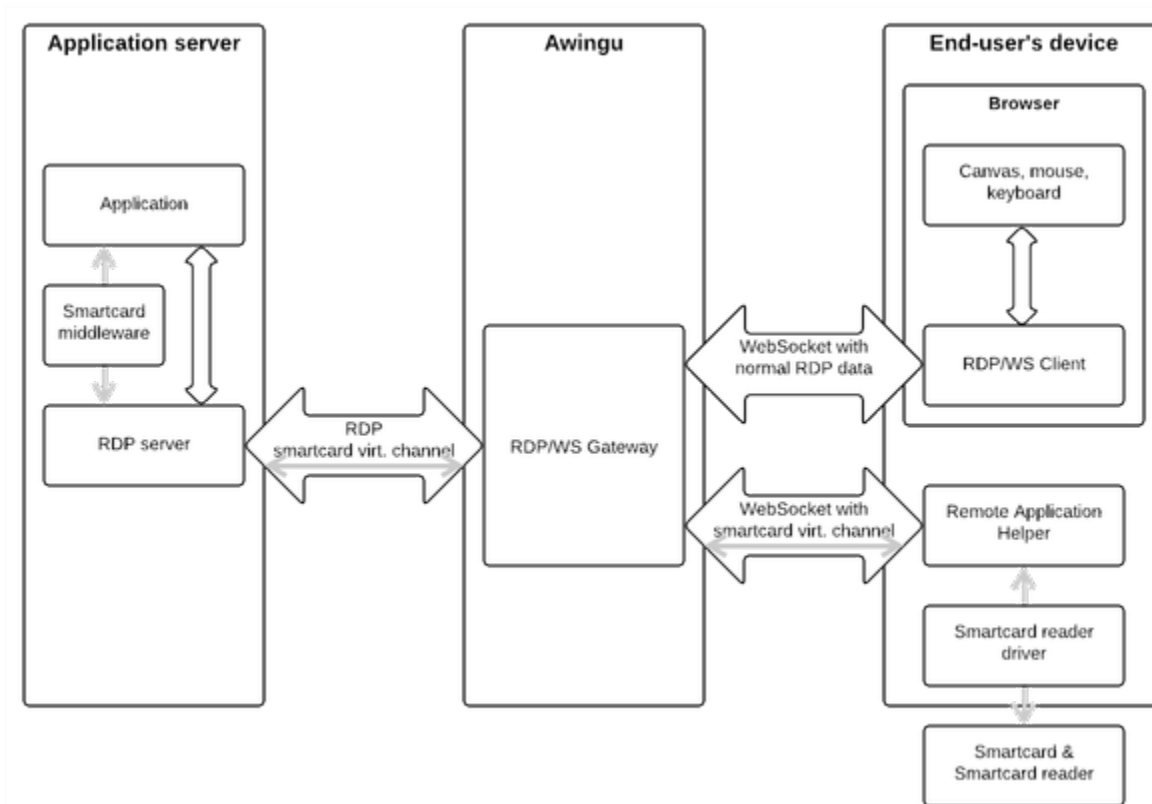 Application server
Application
Smartcard
middleware
RDP server
RDP
smartcard virt. channel
Awingu
RDP/WS Gateway
WebSocket with
normal RDP data
WebSocket with
smartcard virt. channel
End-user's device
Browser
Canvas, mouse,
keyboard
RDP/WS Client
Remote Application
Helper
Smartcard reader
driver
Smartcard &
Smartcard reader